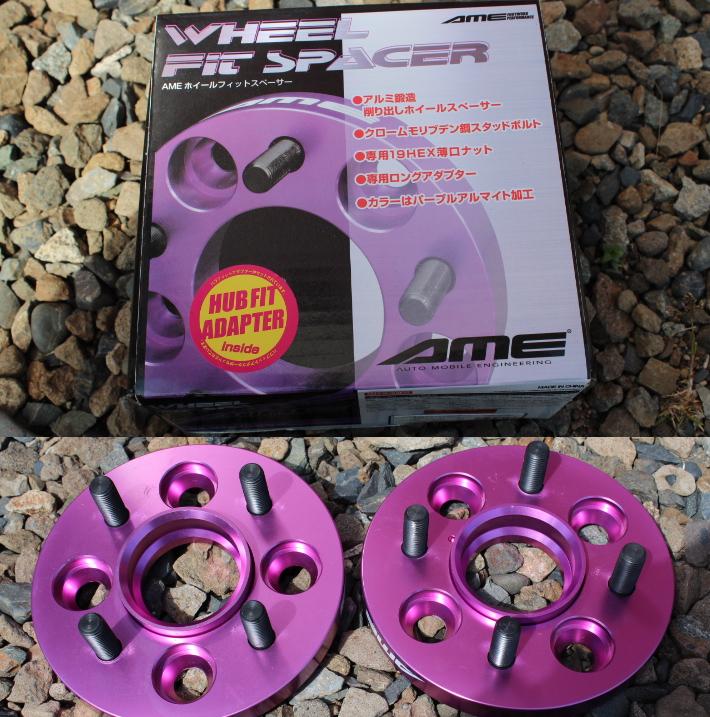 WHEEL
FIT SPACER
AME FOOTWORK PERFORMANCE
AME ホイールフィットスペーサー
AME
●アルミ鍛造
削り出しホイールスペーサー
●クロームモリブデン鋼スタッドボルト
●専用19HEX薄口ナット
●専用ロングアダプター
●カラーはパープルアルマイト加工
HUB FIT
ADAPTER
inside
AME®
AUTO MOBILE ENGINEERING
MADE IN CHINA
WHEEL
AME